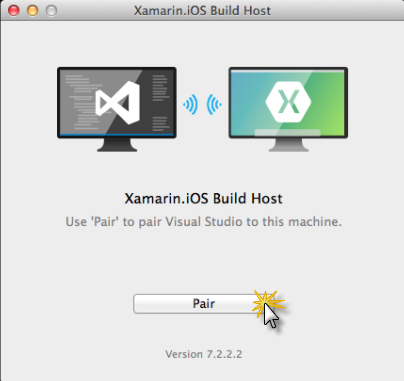 Xamarin.iOS Build Host
Xamarin.iOS Build Host
Use 'Pair' to pair Visual Studio to this machine.
Pair
Version 7.2.2.2